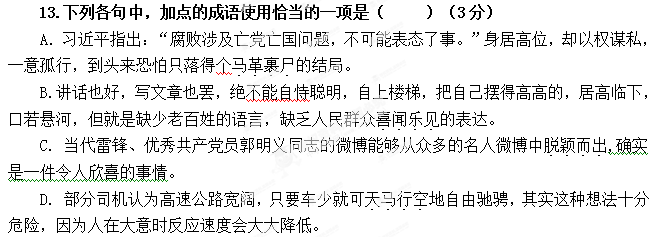 13.下列各句中，加点的成语使用恰当的一项是（　　）（3分）
A. 习近平指出：“腐败涉及亡党亡国问题，不可能表态了事。”身居高位，却以权谋私，
一意孤行，到头来恐怕只落得个马革裹尸的结局。
B.讲话也好，写文章也罢，绝不能自恃聪明，自上楼梯，把自己摆得高高的，居高临下，
口若悬河，但就是缺少老百姓的语言，缺乏人民群众喜闻乐见的表达。
C. 当代雷锋、优秀共产党员郭明义同志的微博能够从众多的名人微博中脱颖而出,确实
是一件令人欣喜的事情。
D. 部分司机认为高速公路宽阔，只要车少就可天马行空地自由驰骋，其实这种想法十分
危险，因为人在大意时反应速度会大大降低。